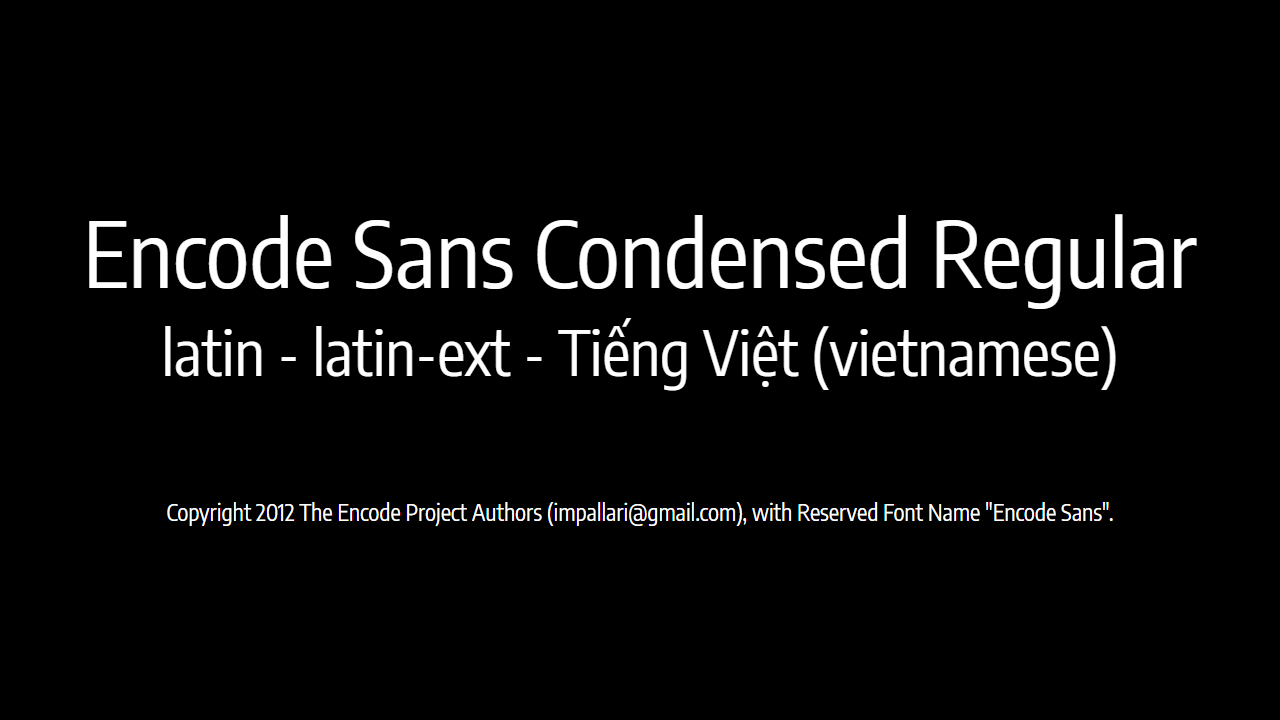 Encode Sans Condensed Regular
latin - latin-ext - Tiếng Việt (vietnamese)
Copyright 2012 The Encode Project Authors (impallari@gmail.com), with Reserved Font Name "Encode Sans".